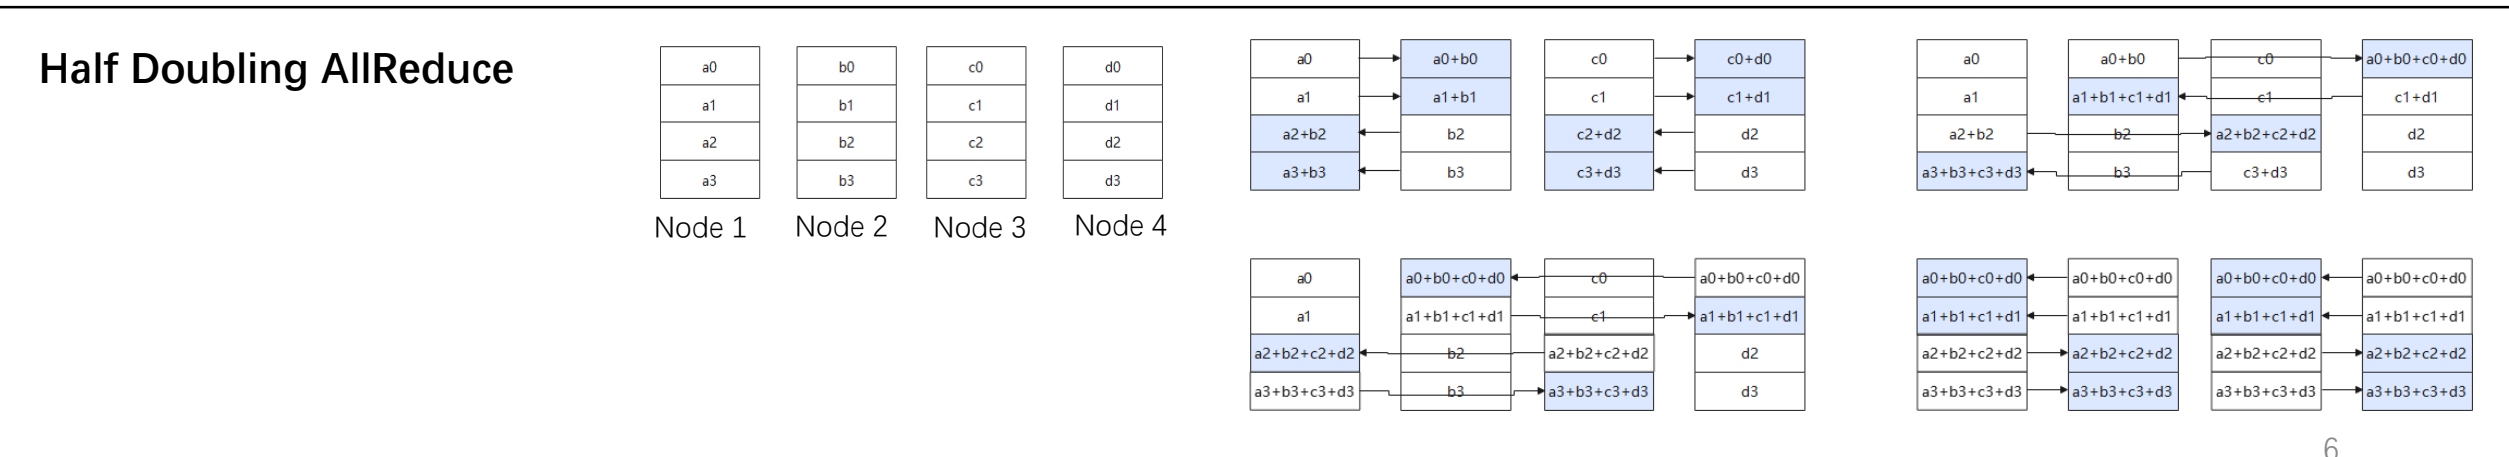 Half Doubling AllReduce
a0 b0 c0 d0
a1 b1 c1 d1
a2 b2 c2 d2
a3 b3 c3 d3
Node 1 Node 2 Node 3 Node 4
a0 a0+b0 c0 c0+d0
a1 a1+b1 c1 c1+d1
a2+b2 b2 c2+d2 d2
a3+b3 b3 c3+d3 d3
a0 a0+b0 c0 a0+b0+c0+d0
a1 a1+b1+c1+d1 c1 c1+d1
a2+b2 b2 a2+b2+c2+d2 d2
a3+b3+c3+d3 b3 c3+d3 d3
a0 a0+b0+c0+d0 c0 a0+b0+c0+d0
a1 a1+b1+c1+d1 c1 a1+b1+c1+d1
a2+b2+c2+d2 b2 a2+b2+c2+d2 d2
a3+b3+c3+d3 b3 a3+b3+c3+d3 d3
a0+b0+c0+d0 a0+b0+c0+d0 a0+b0+c0+d0 a0+b0+c0+d0
a1+b1+c1+d1 a1+b1+c1+d1 a1+b1+c1+d1 a1+b1+c1+d1
a2+b2+c2+d2 a2+b2+c2+d2 a2+b2+c2+d2 a2+b2+c2+d2
a3+b3+c3+d3 a3+b3+c3+d3 a3+b3+c3+d3 a3+b3+c3+d3
6